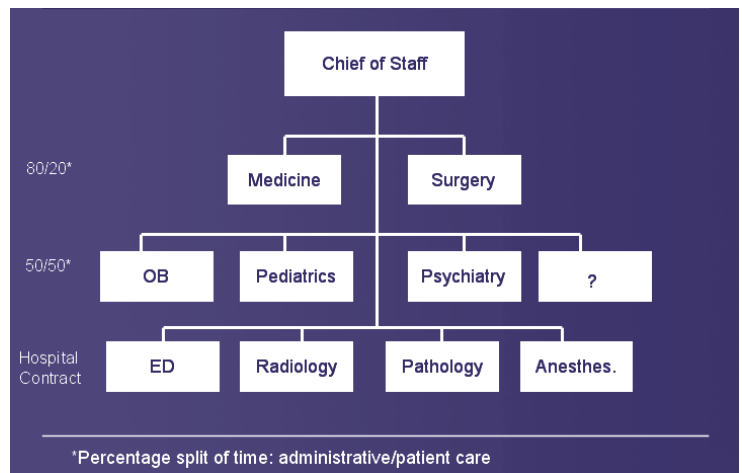 Chief of Staff
80/20*
Medicine
Surgery
50/50*
OB
Pediatrics
Psychiatry
?
Hospital
Contract
ED
Radiology
Pathology
Anesthes.
*Percentage split of time: administrative/patient care